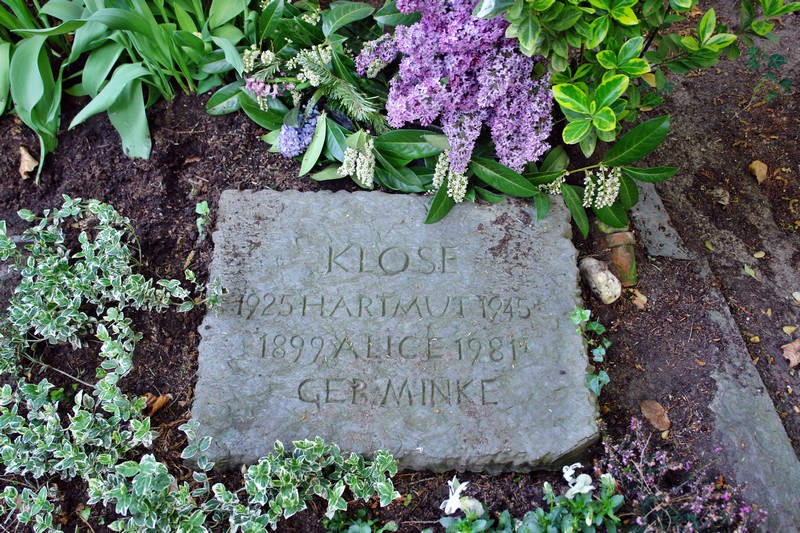 KLOSE
1925 HARTMUT 1945
1899 ALICE 1981
GEB. MINKE